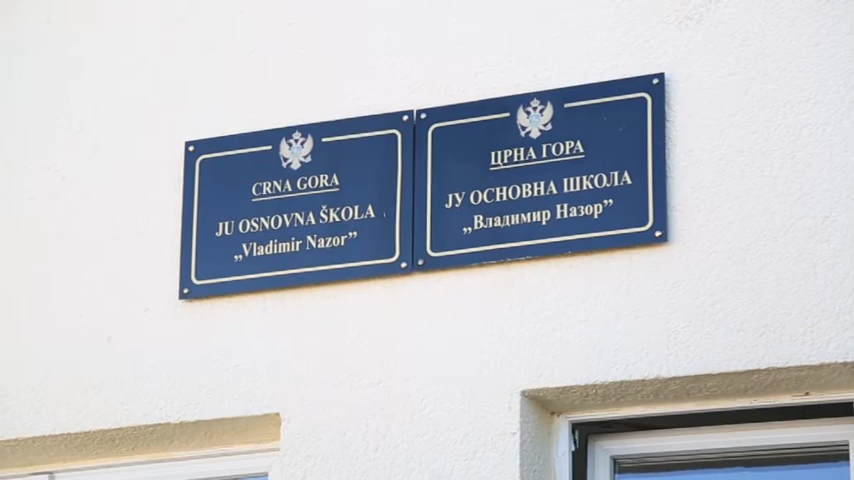 CRNA GORA
JU OSNOVNA ŠKOLA
„Vladimir Nazor”
ЦРНА ГОРА
ЈУ ОСНОВНА ШКОЛА
„Владимир Назор”